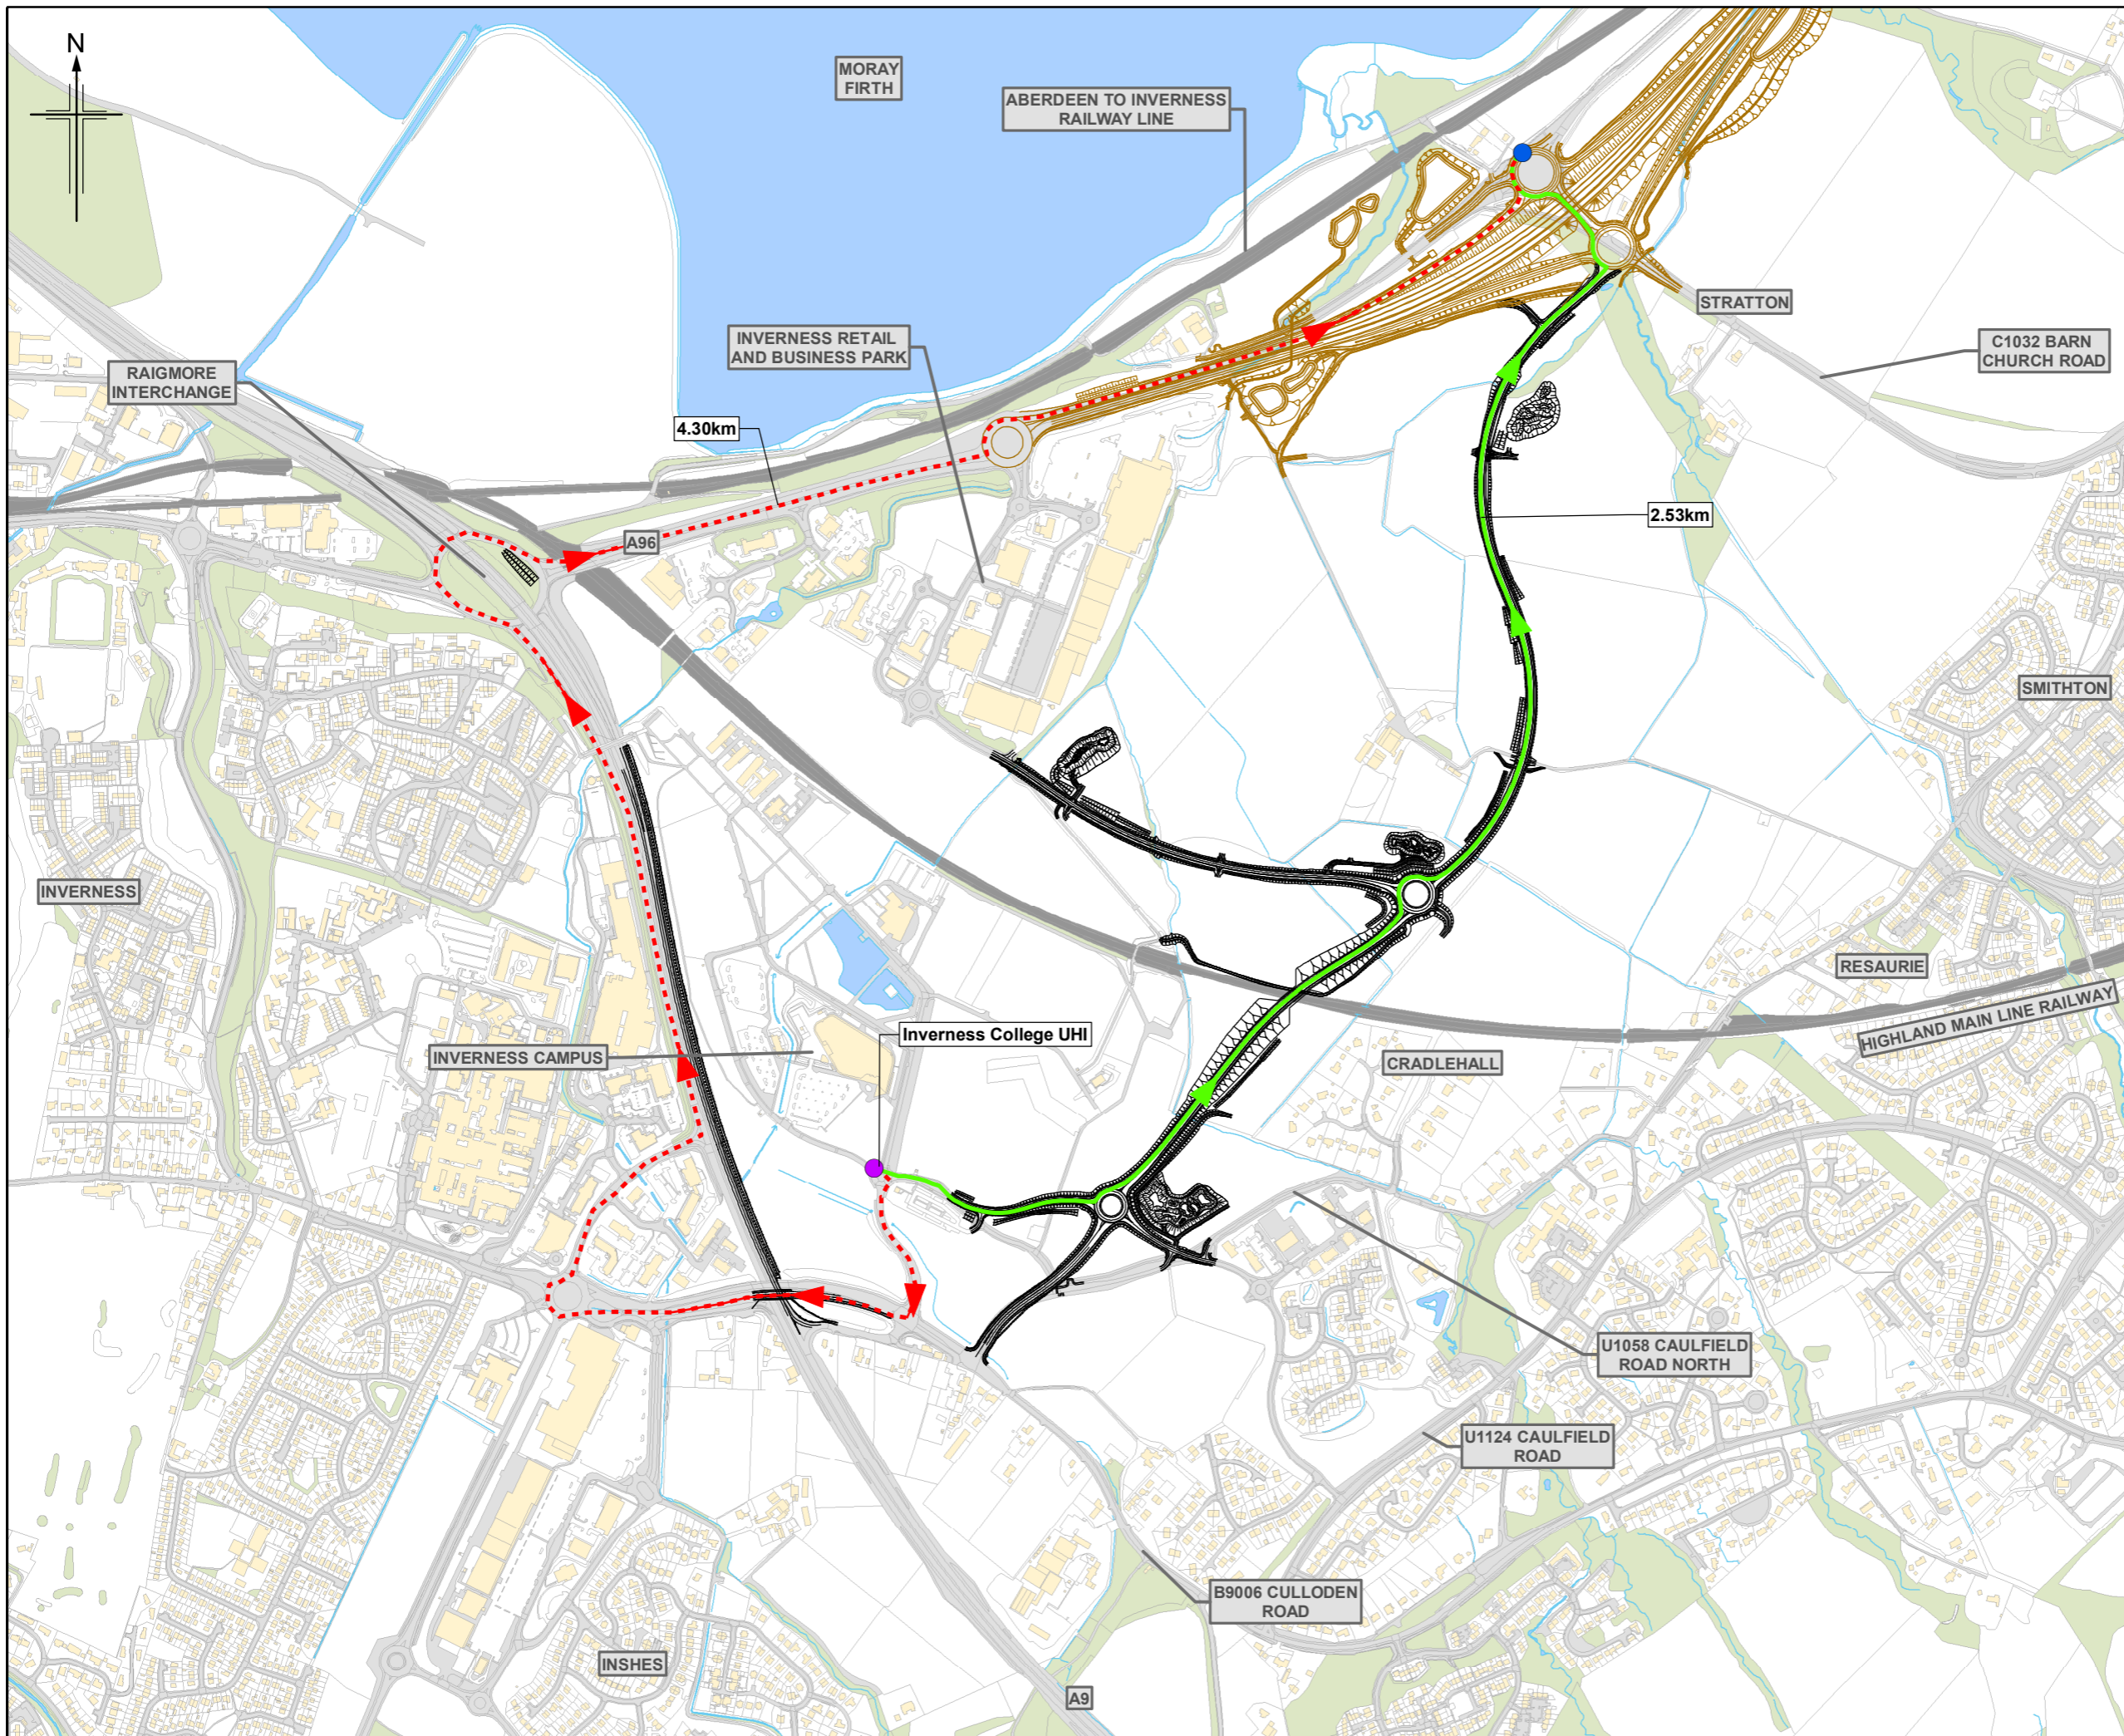 N
MORAY
FIRTH
ABERDEEN TO INVERNESS
RAILWAY LINE
STRATTON
C1032 BARN
CHURCH ROAD
INVERNESS RETAIL
AND BUSINESS PARK
RAIGMORE
INTERCHANGE
4.30km
2.53km
A96
SMITHTON
INVERNESS
RESAURIE
HIGHLAND MAIN LINE RAILWAY
Inverness College UHI
INVERNESS CAMPUS
CRADLEHALL
U1058 CAULFIELD
ROAD NORTH
U1124 CAULFIELD
ROAD
B9006 CULLODEN
ROAD
INSHES
A9